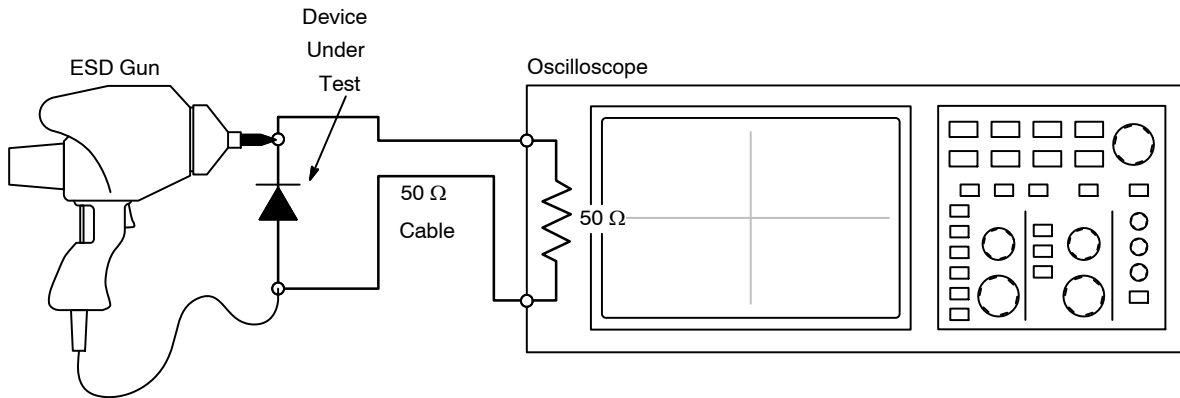 Device
Under
Test
ESD Gun
Oscilloscope
50 Ω
Cable
50 Ω